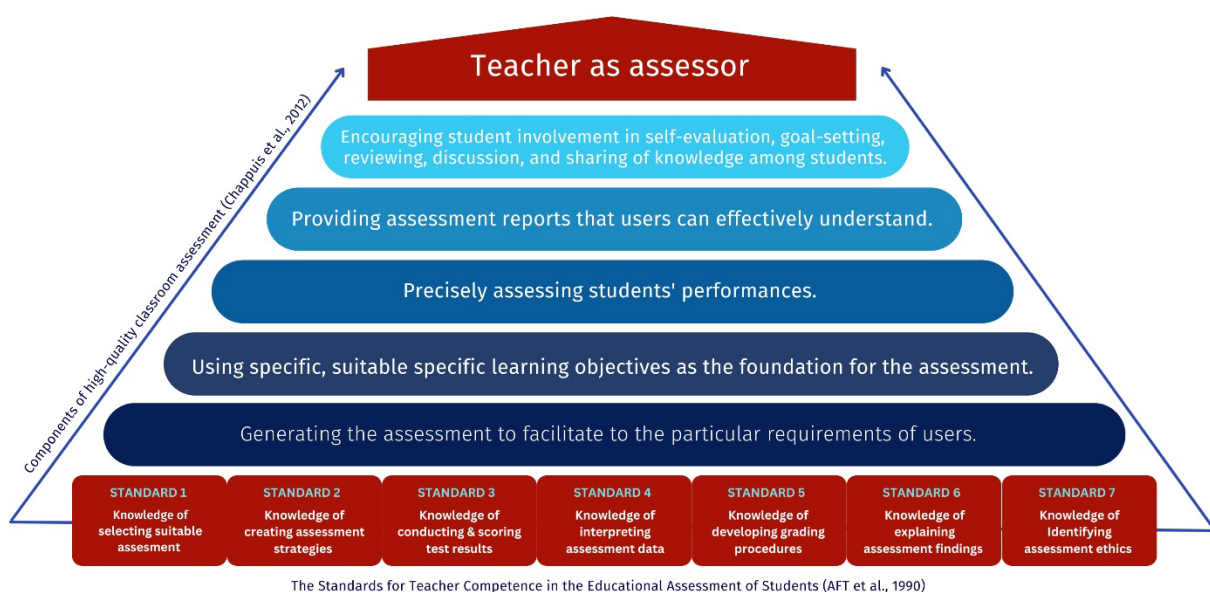 Teacher as assessor
Components of high-quality classroom assessment (Chappuis et al., 2012)
Encouraging student involvement in self-evaluation, goal-setting,
reviewing, discussion, and sharing of knowledge among students.
Providing assessment reports that users can effectively understand.
Precisely assessing students' performances.
Using specific, suitable specific learning objectives as the foundation for the assessment.
Generating the assessment to facilitate to the particular requirements of users.
STANDARD 1
Knowledge of
selecting suitable
assesment
STANDARD 2
Knowledge of
creating assessment
strategies
STANDARD 3
Knowledge of
conducting & scoring
test results
STANDARD 4
Knowledge of
interpreting
assessment data
STANDARD 5
Knowledge of
developing grading
procedures
STANDARD 6
Knowledge of
explaining
assessment findings
STANDARD 7
Knowledge of
Identifying
assessment ethics
The Standards for Teacher Competence in the Educational Assessment of Students (AFT et al., 1990)